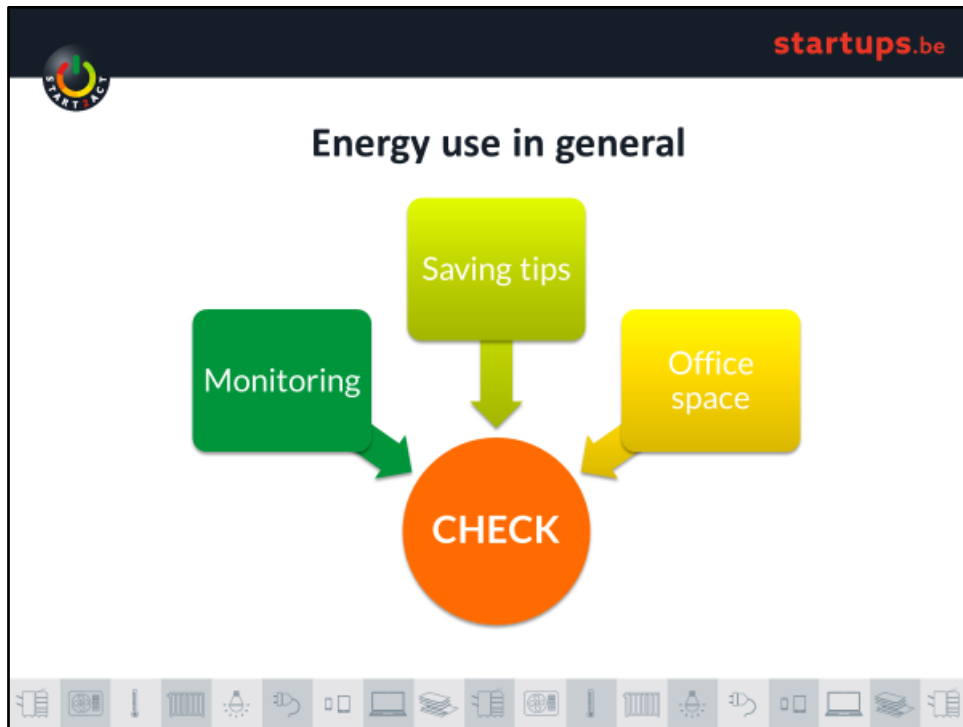 startups.be
START2ACT
Energy use in general
Saving tips
Monitoring
Office
space
CHECK